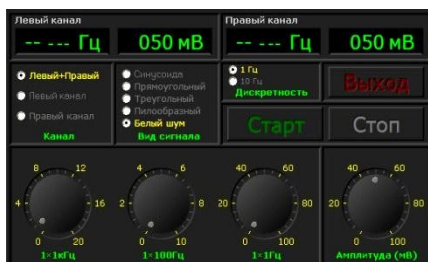 Левый канал
-- --- Гц
050 мВ
Правый канал
-- --- Гц
050 мВ
Левый+Правый
Левый канал
Правый канал
Канал
Синусоида
Прямоугольный
Треугольный
Пилообразный
Белый шум
Вид сигнала
1 Гц
10 Гц
Дискретность
Выход
Старт
Стоп
8 12
4 16
0 20
1×1кГц
4 6
2 8
0 10
1×100Гц
40 60
20 80
0 100
1×1Гц
40 60
20 80
0 100
Амплитуда (мВ)